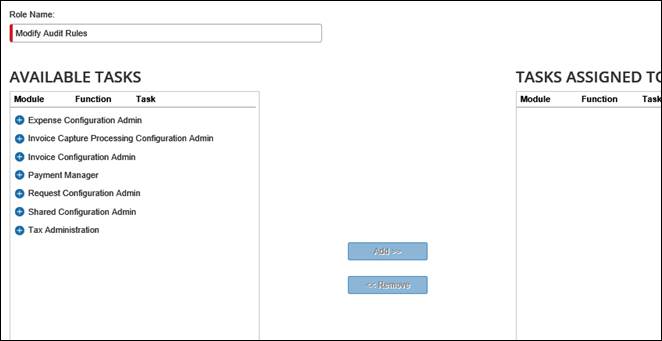 Role Name:
Modify Audit Rules
AVAILABLE TASKS
Module Function Task
Expense Configuration Admin
Invoice Capture Processing Configuration Admin
Invoice Configuration Admin
Payment Manager
Request Configuration Admin
Shared Configuration Admin
Tax Administration
Add >>
<< Remove
TASKS ASSIGNED TO
Module Function Task